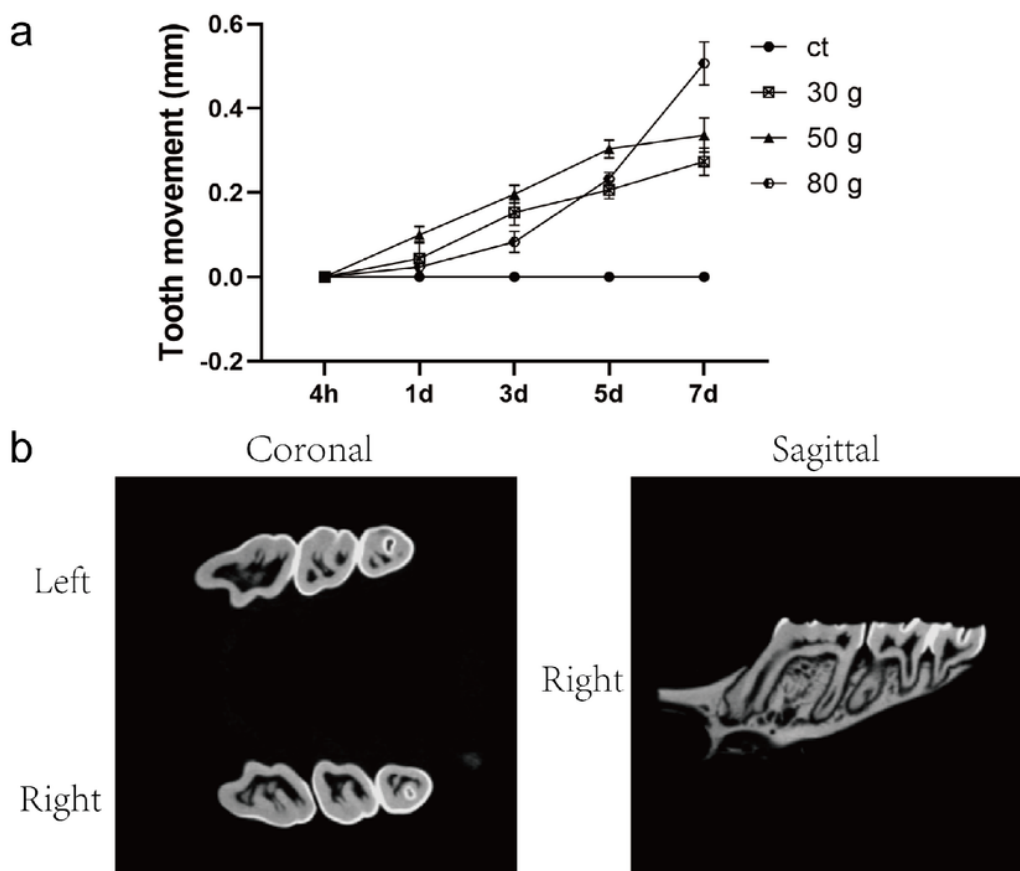 a
Tooth movement (mm)
0.6
0.4
0.2
0.0
-0.2
4h 1d 3d 5d 7d
ct
30 g
50 g
80 g
b
Coronal
Sagittal
Left
Right
Right